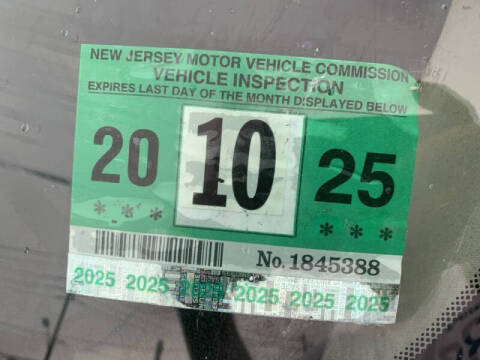 NEW JERSEY MOTOR VEHICLE COMMISSION
VEHICLE INSPECTION
EXPIRES LAST DAY OF THE MONTH DISPLAYED BELOW
20 10 25
*** ***
No. 1845388
2025 2025 2025 2025 2025 2025